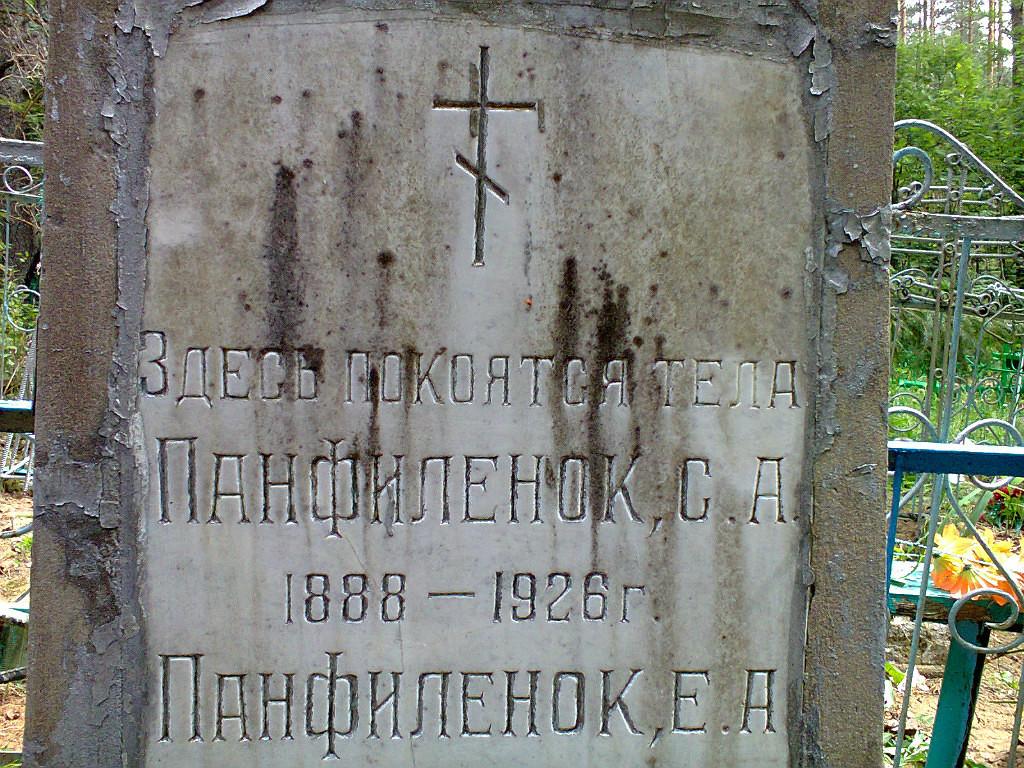 Здесь покоятся тела
Панфиленок, С. А.
1888 — 1926 г.
Панфиленок, Е. А